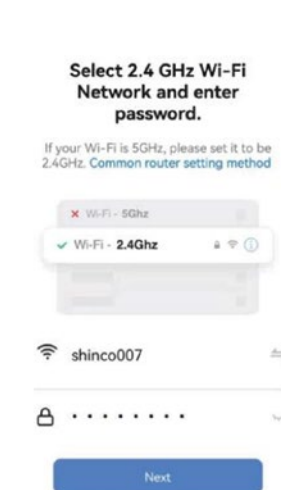 Select 2.4 GHz Wi-Fi
Network and enter
password.
If your Wi-Fi is 5GHz, please set it to be
2.4GHz. Common router setting method
Wi-Fi - 5Ghz
Wi-Fi - 2.4Ghz
shinco007
Next